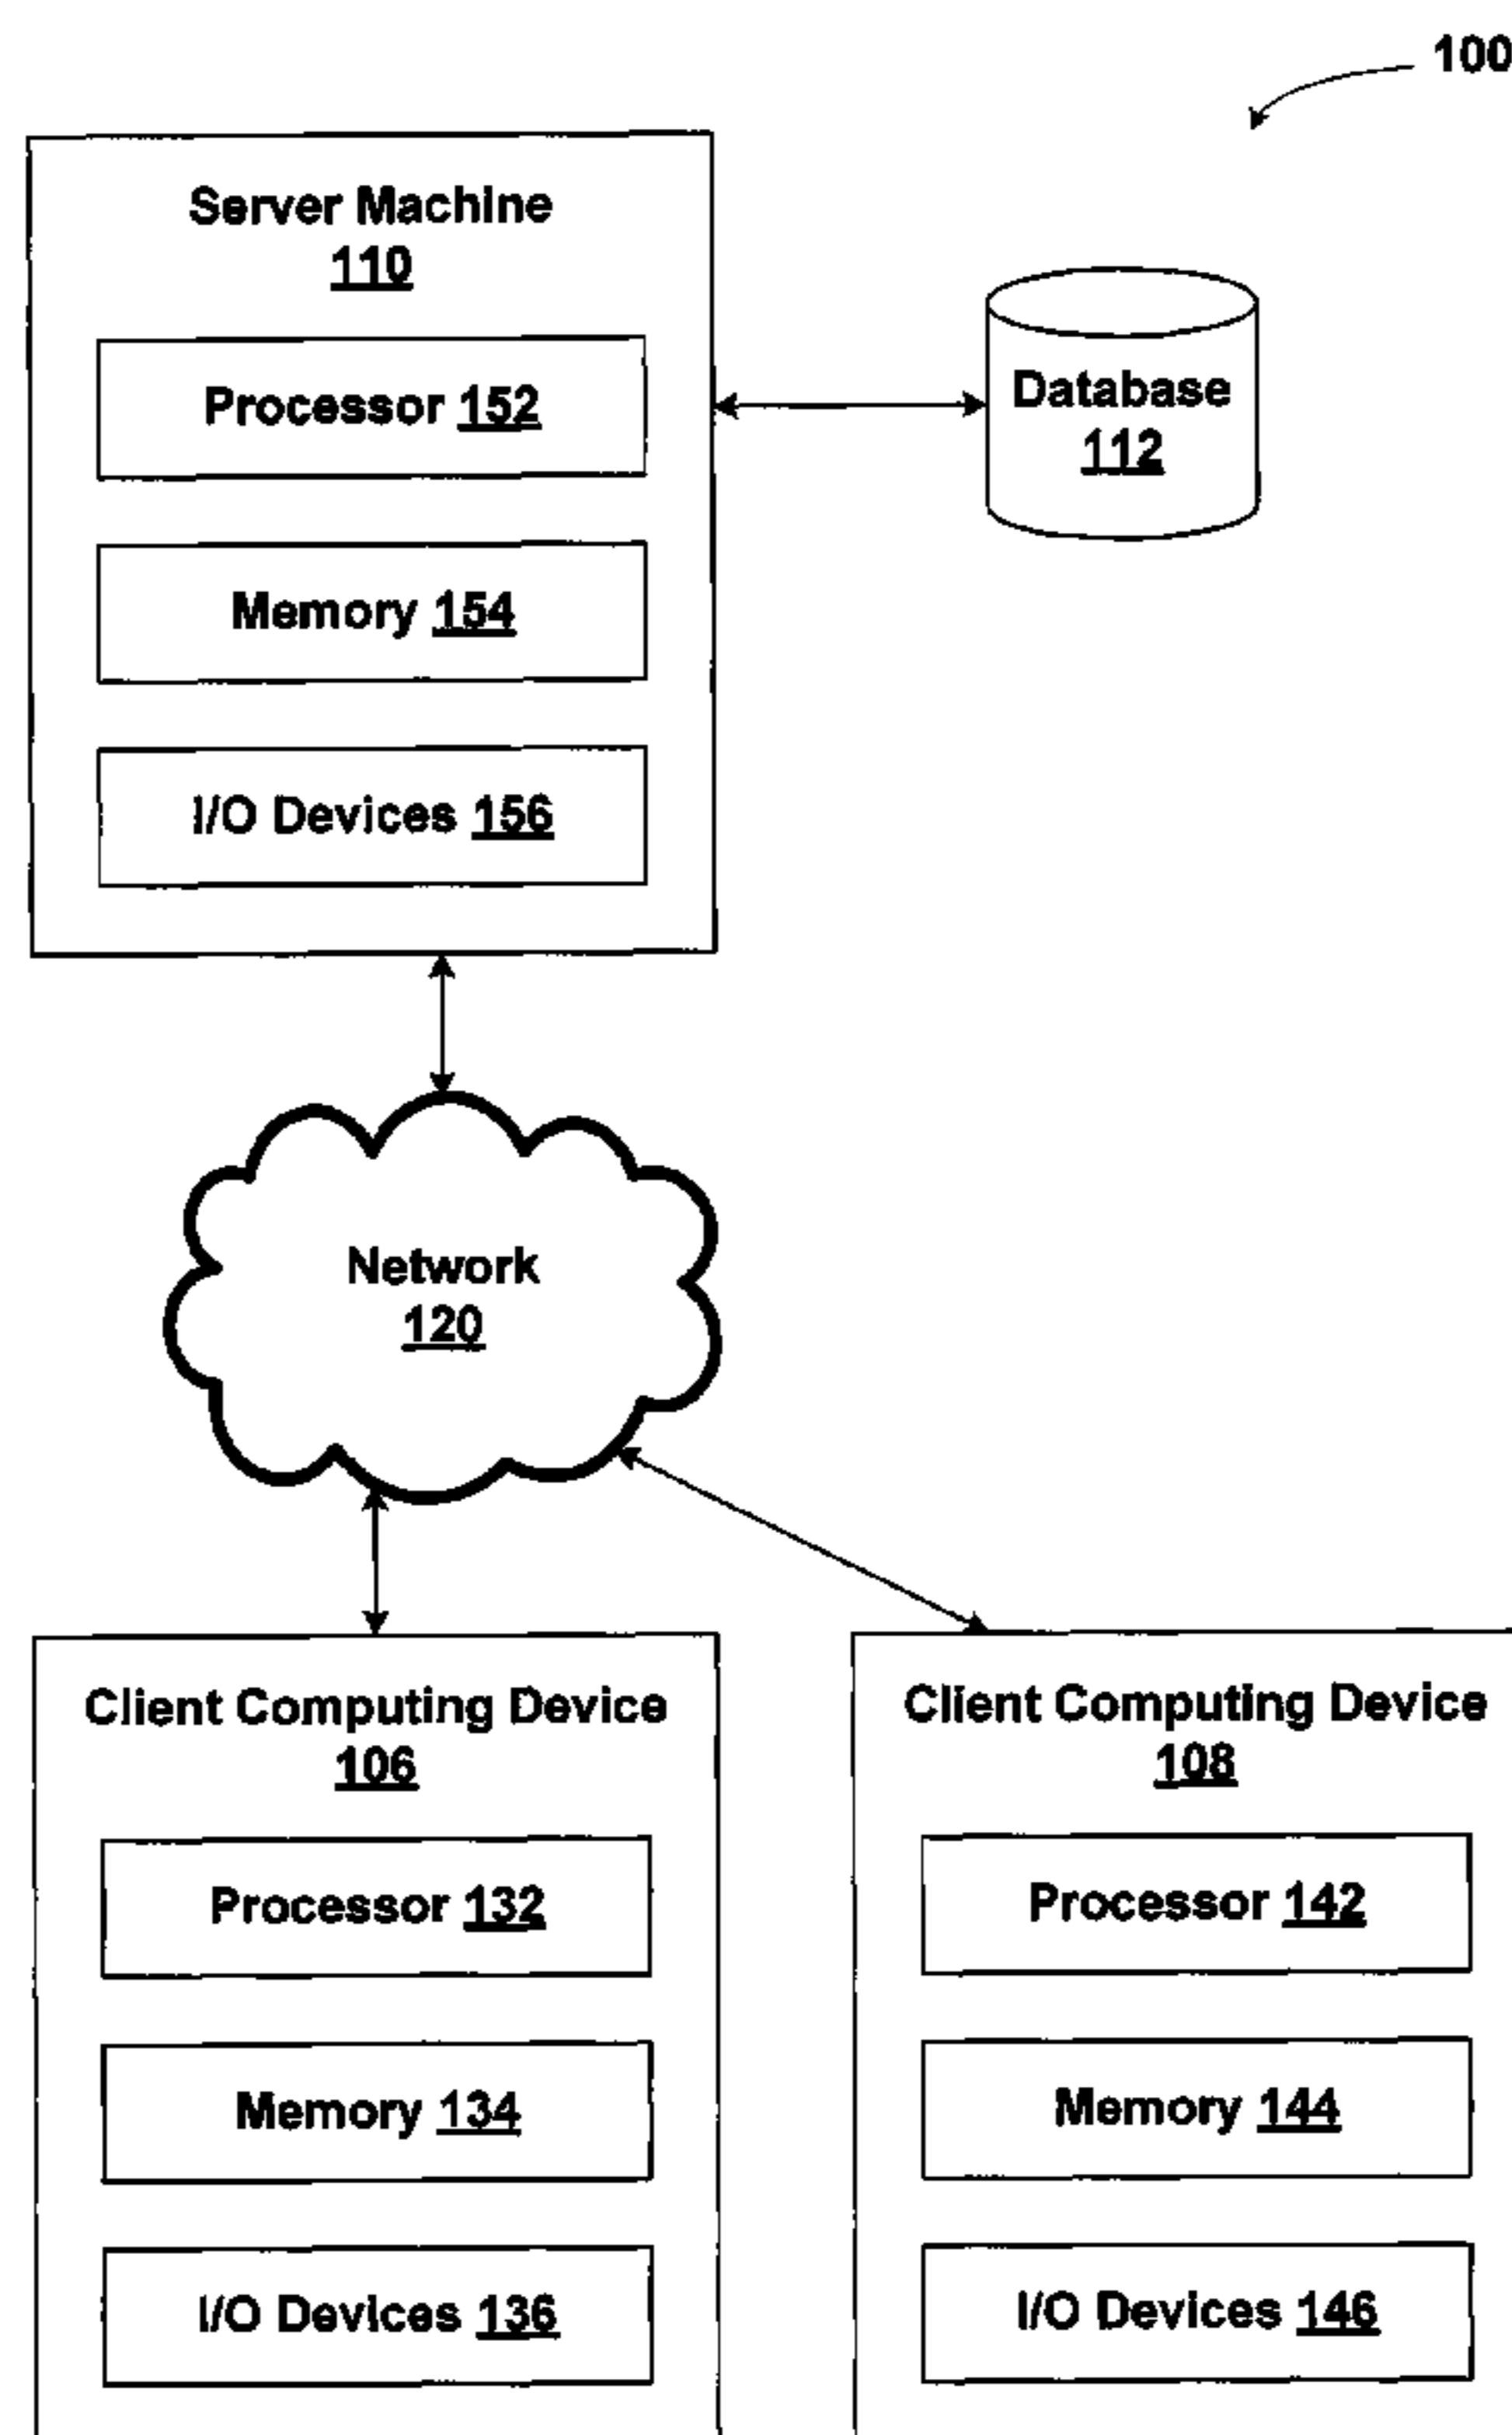 100
Server Machine
110
Processor 152
Memory 154
I/O Devices 156
Database
112
Network
120
Client Computing Device
106
Processor 132
Memory 134
I/O Devices 136
Client Computing Device
108
Processor 142
Memory 144
I/O Devices 146